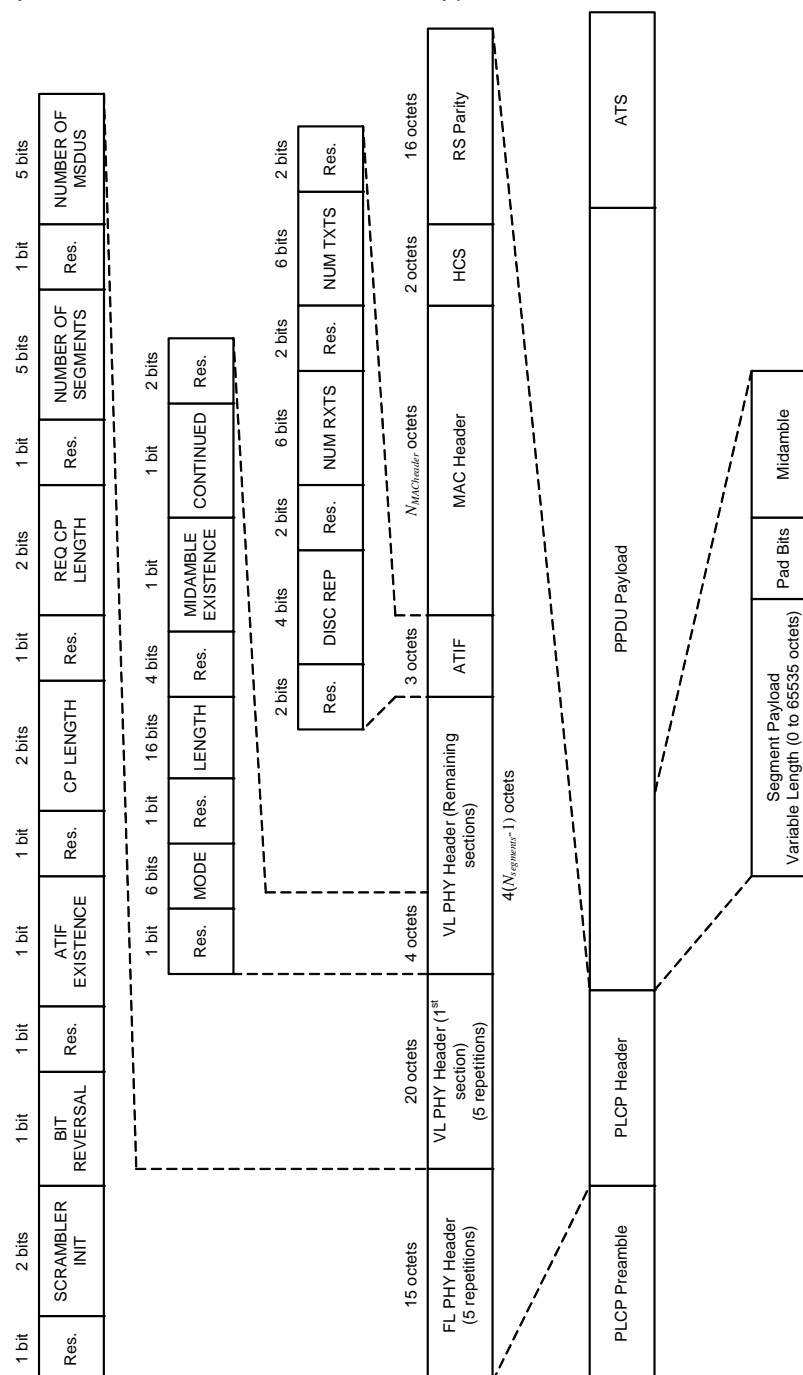 1 bit
2 bits
1 bit
1 bit
1 bit
1 bit
2 bits
1 bit
2 bits
1 bit
5 bits
1 bit
5 bits
Res.
SCRAMBLER
INIT
BIT
REVERSAL
Res.
ATIF
EXISTENCE
Res.
CP LENGTH
Res.
REQ CP
LENGTH
Res.
NUMBER OF
SEGMENTS
Res.
NUMBER OF
MSDUS
1 bit
6 bits
1 bit
16 bits
4 bits
1 bit
1 bit
2 bits
Res.
MODE
Res.
LENGTH
Res.
MIDAMBLE
EXISTENCE
CONTINUED
Res.
2 bits
4 bits
2 bits
6 bits
2 bits
6 bits
2 bits
Res.
DISC REP
Res.
NUM RXTS
Res.
NUM TXTS
Res.
15 octets
20 octets
4 octets
3 octets
N_MACheader octets
2 octets
16 octets
FL PHY Header
(5 repetitions)
VL PHY Header (1st
section)
(5 repetitions)
VL PHY Header (Remaining
sections)
ATIF
MAC Header
HCS
RS Parity
4(N_segments-1) octets
PLCP Preamble
PLCP Header
PPDU Payload
ATS
Segment Payload
Variable Length (0 to 65535 octets)
Pad Bits
Midamble